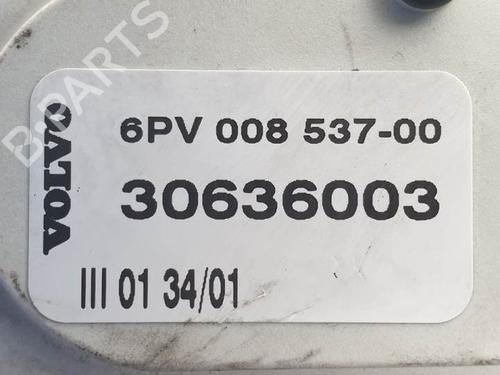 VOLVO
6PV 008 537-00
30636003
III 01 34/01
B-PARTS